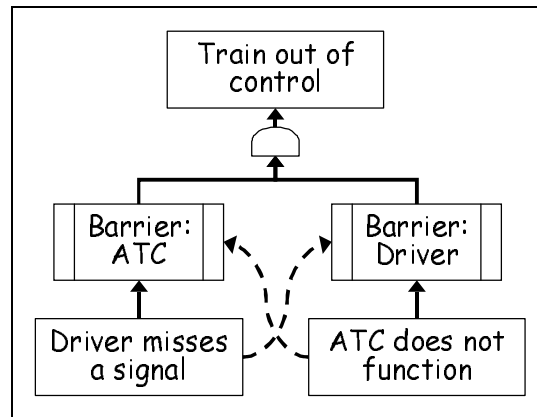 Train out of
control
Barrier:
ATC
Barrier:
Driver
Driver misses
a signal
ATC does not
function